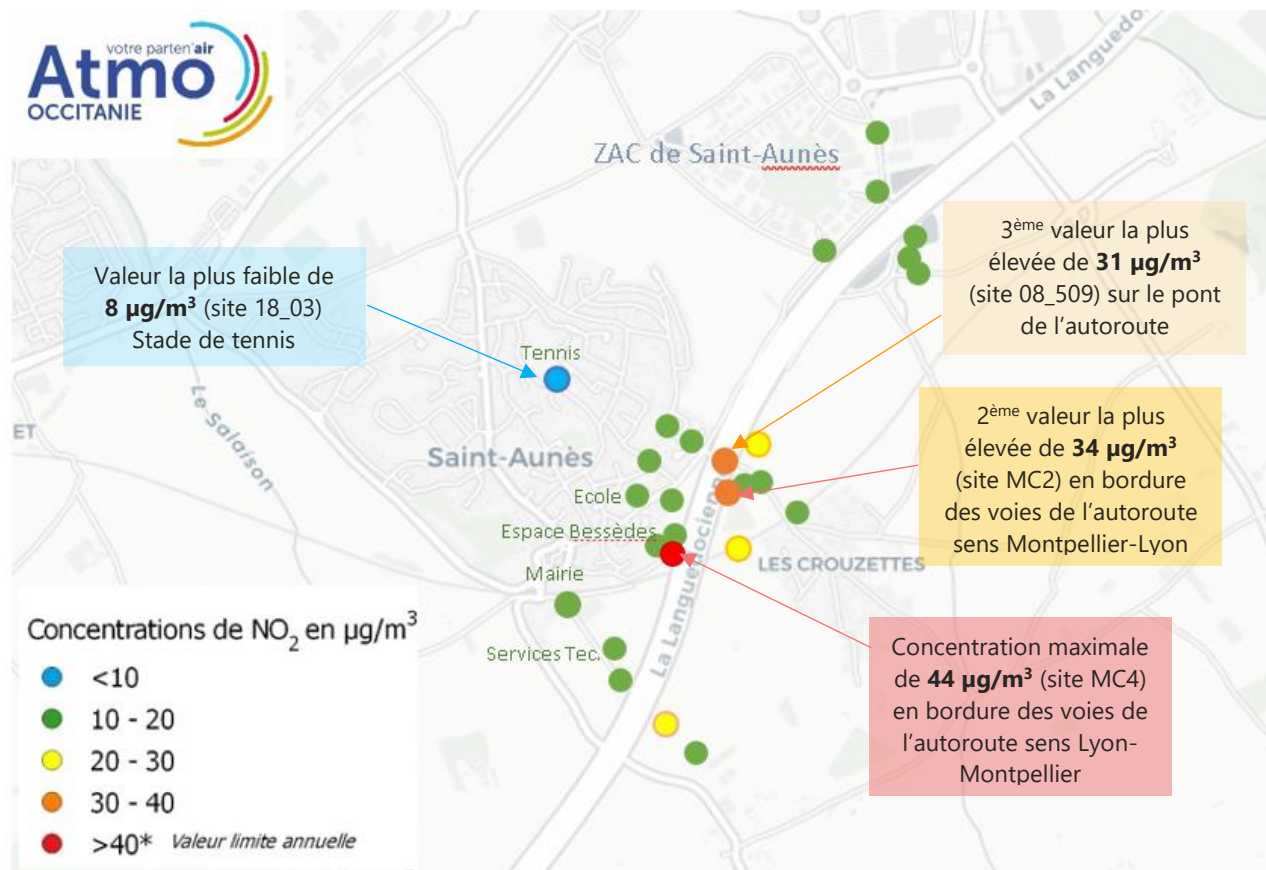 votre parten'air
Atmo
OCCITANIE
La Languedo
ZAC de Saint-Aunès
3ème valeur la plus
élevée de 31 µg/m³
(site 08_509) sur le pont
de l'autoroute
Valeur la plus faible de
8 µg/m³ (site 18_03)
Stade de tennis
Tennis
Le Salaison
ET
Saint-Aunès
2ème valeur la plus
élevée de 34 µg/m³
(site MC2) en bordure
des voies de l'autoroute
sens Montpellier-Lyon
Ecole
Espace Bessèdes
La Languedocienne
LES CROUZETTES
Mairie
Services Tec.
Concentration maximale
de 44 µg/m³ (site MC4)
en bordure des voies de
l'autoroute sens Lyon-
Montpellier
Concentrations de NO₂ en µg/m³
<10
10 - 20
20 - 30
30 - 40
>40* Valeur limite annuelle